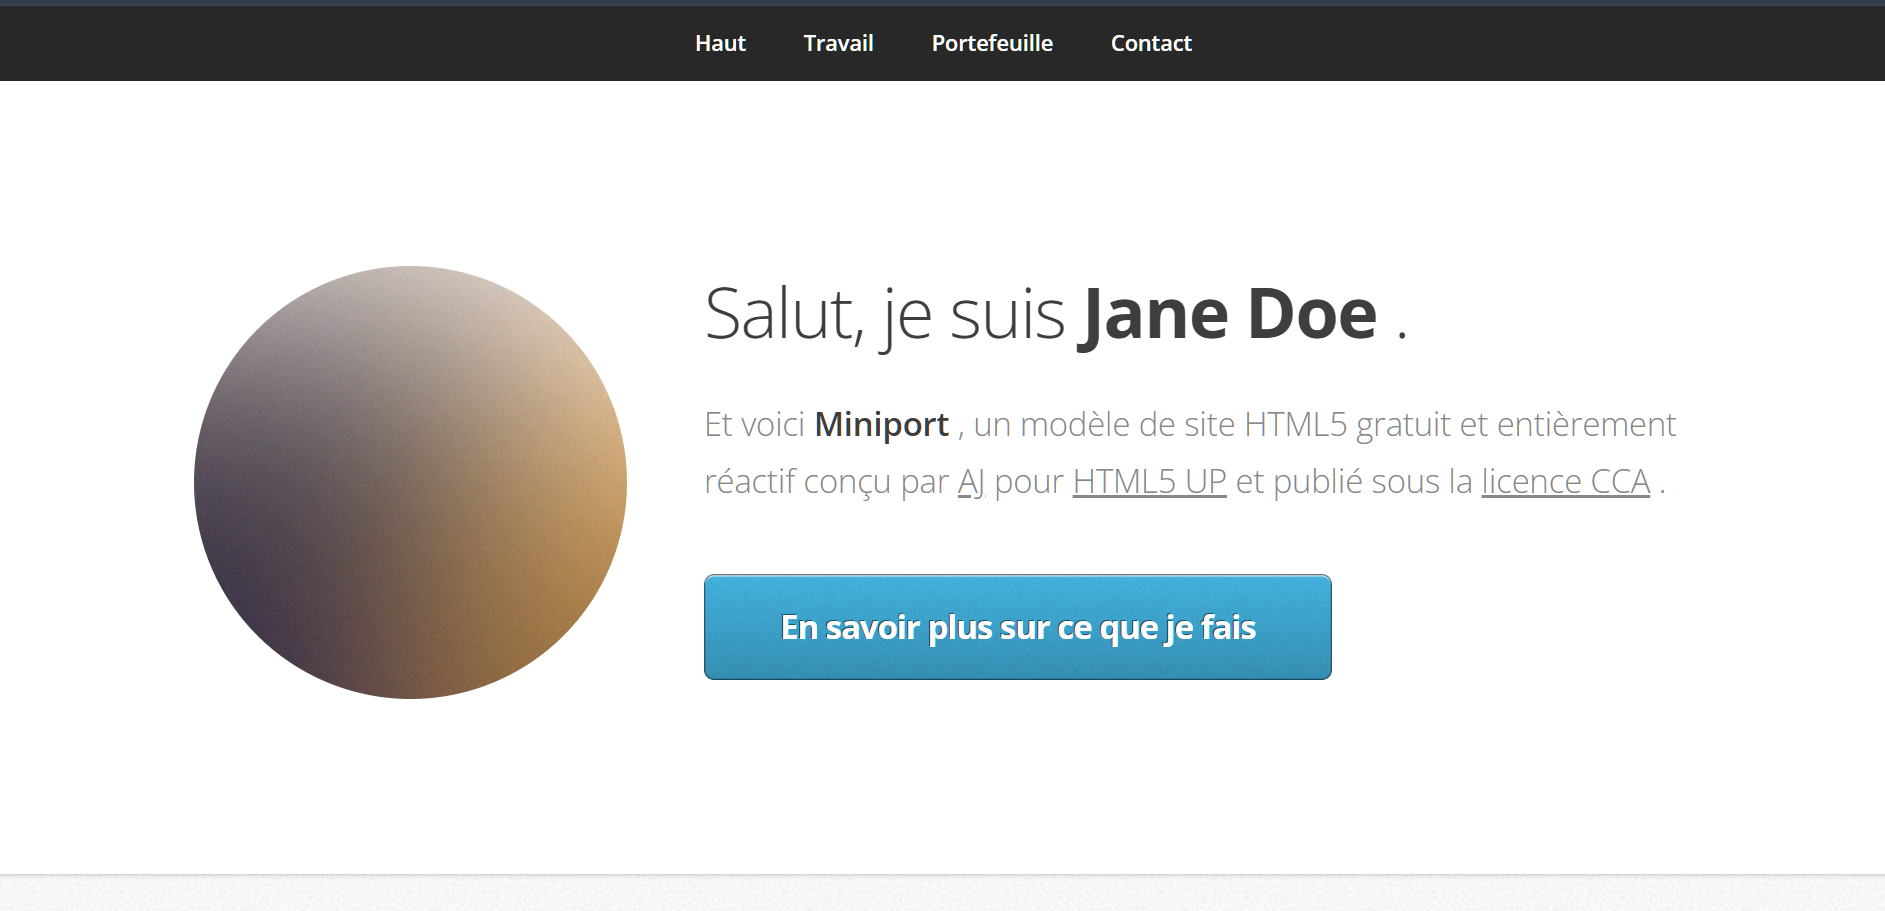 Haut Travail Portefeuille Contact
Salut, je suis Jane Doe .
Et voici Miniport , un modèle de site HTML5 gratuit et entièrement
réactif conçu par AJ pour HTML5 UP et publié sous la licence CCA .
En savoir plus sur ce que je fais